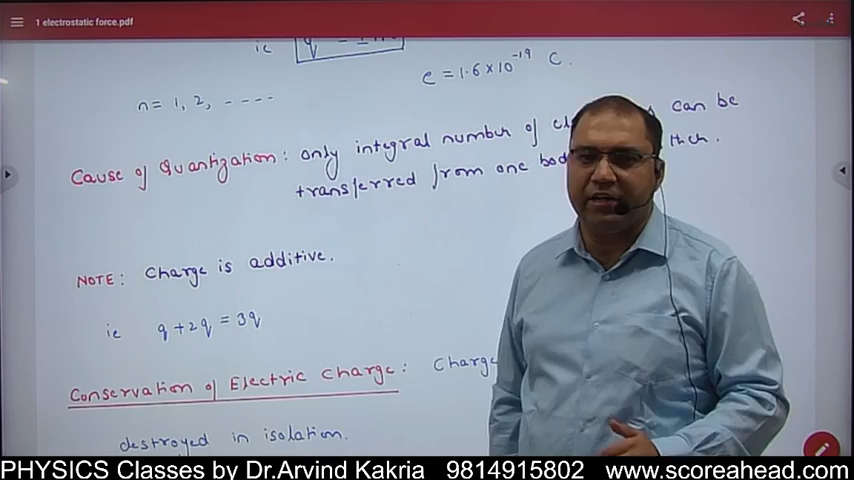 1 electrostatic force.pdf
ie
e = 1.6 × 10⁻¹⁹ C.
n = 1, 2, - - - -
Cause of Quantization : only integral number of can be
transferred from one
NOTE : Charge is additive.
ie q + 2q = 3q
Conservation of Electric Charge : Charge
destroyed in isolation.
PHYSICS Classes by Dr.Arvind Kakria 9814915802 www.scoreahead.com